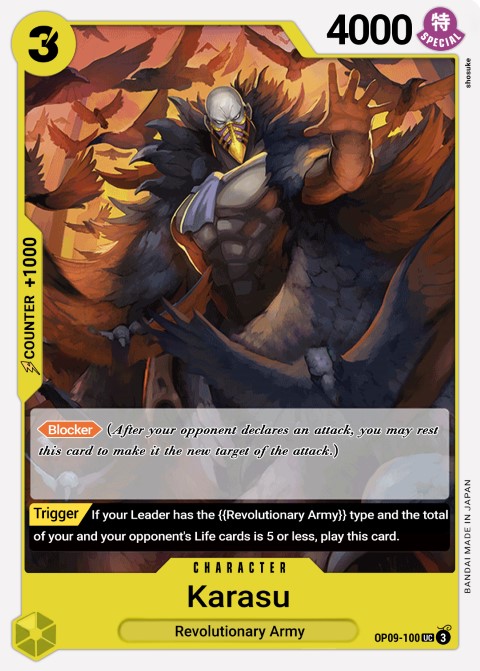 3
4000
特
SPECIAL
shosuke
COUNTER +1000
Blocker (After your opponent declares an attack, you may rest
this card to make it the new target of the attack.)
Trigger If your Leader has the {{Revolutionary Army}} type and the total
of your and your opponent's Life cards is 5 or less, play this card.
BANDAI MADE IN JAPAN
CHARACTER
Karasu
Revolutionary Army
OP09-100 UC 3